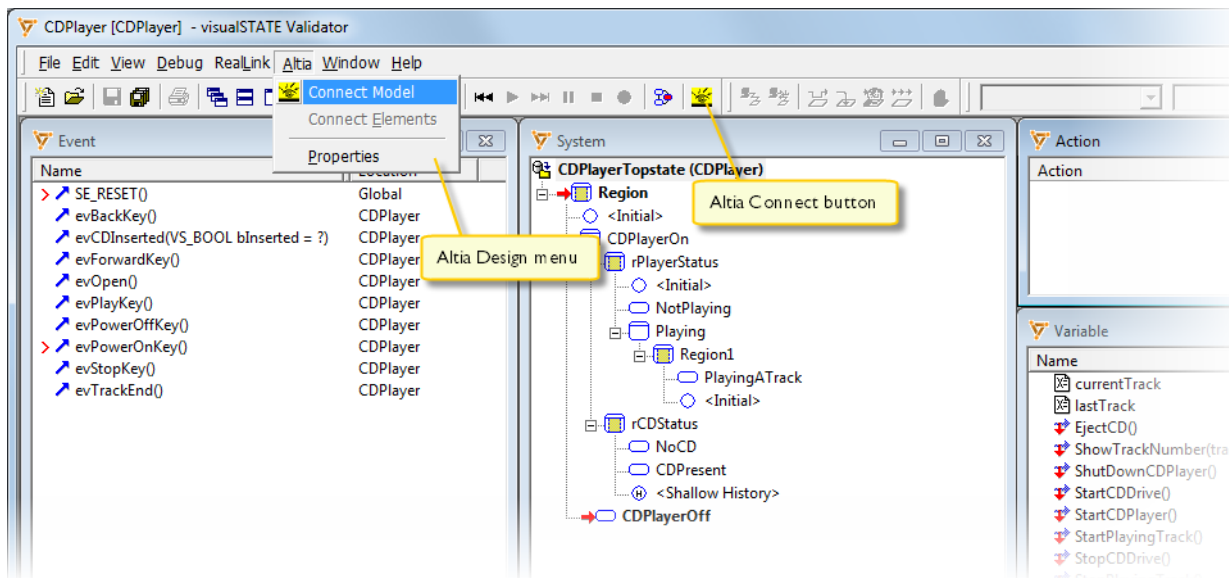 CDPlayer [CDPlayer] - visualSTATE Validator
File Edit View Debug RealLink Altia Window Help
Connect Model
Connect Elements
Properties
Event
Name
SE_RESET() Global
evBackKey() CDPlayer
evCDInserted(VS_BOOL bInserted = ?) CDPlayer
evForwardKey() CDPlayer
evOpen() CDPlayer
evPlayKey() CDPlayer
evPowerOffKey() CDPlayer
evPowerOnKey() CDPlayer
evStopKey() CDPlayer
evTrackEnd() CDPlayer
Altia Design menu
System
CDPlayerTopstate (CDPlayer)
Region
<Initial>
CDPlayerOn
rPlayerStatus
<Initial>
NotPlaying
Playing
Region1
PlayingATrack
<Initial>
rCDStatus
NoCD
CDPresent
H <Shallow History>
CDPlayerOff
Altia Connect button
Action
Action
Variable
Name
currentTrack
lastTrack
EjectCD()
ShowTrackNumber(tra
ShutDownCDPlayer()
StartCDDrive()
StartCDPlayer()
StartPlayingTrack()
StopCDDrive()